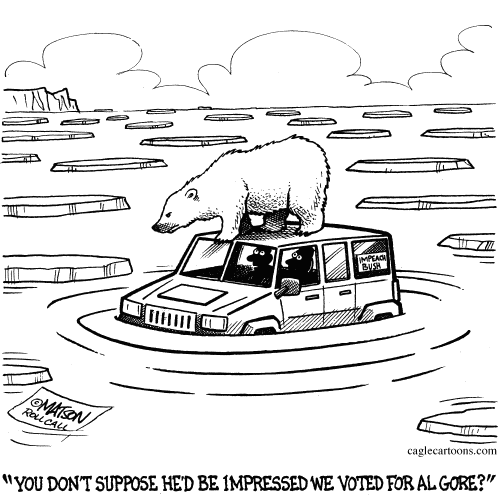 IMPEACH
BUSH
©MATSON
ROLL CALL
caglecartoons.com
"YOU DON'T SUPPOSE HE'D BE IMPRESSED WE VOTED FOR AL GORE?"